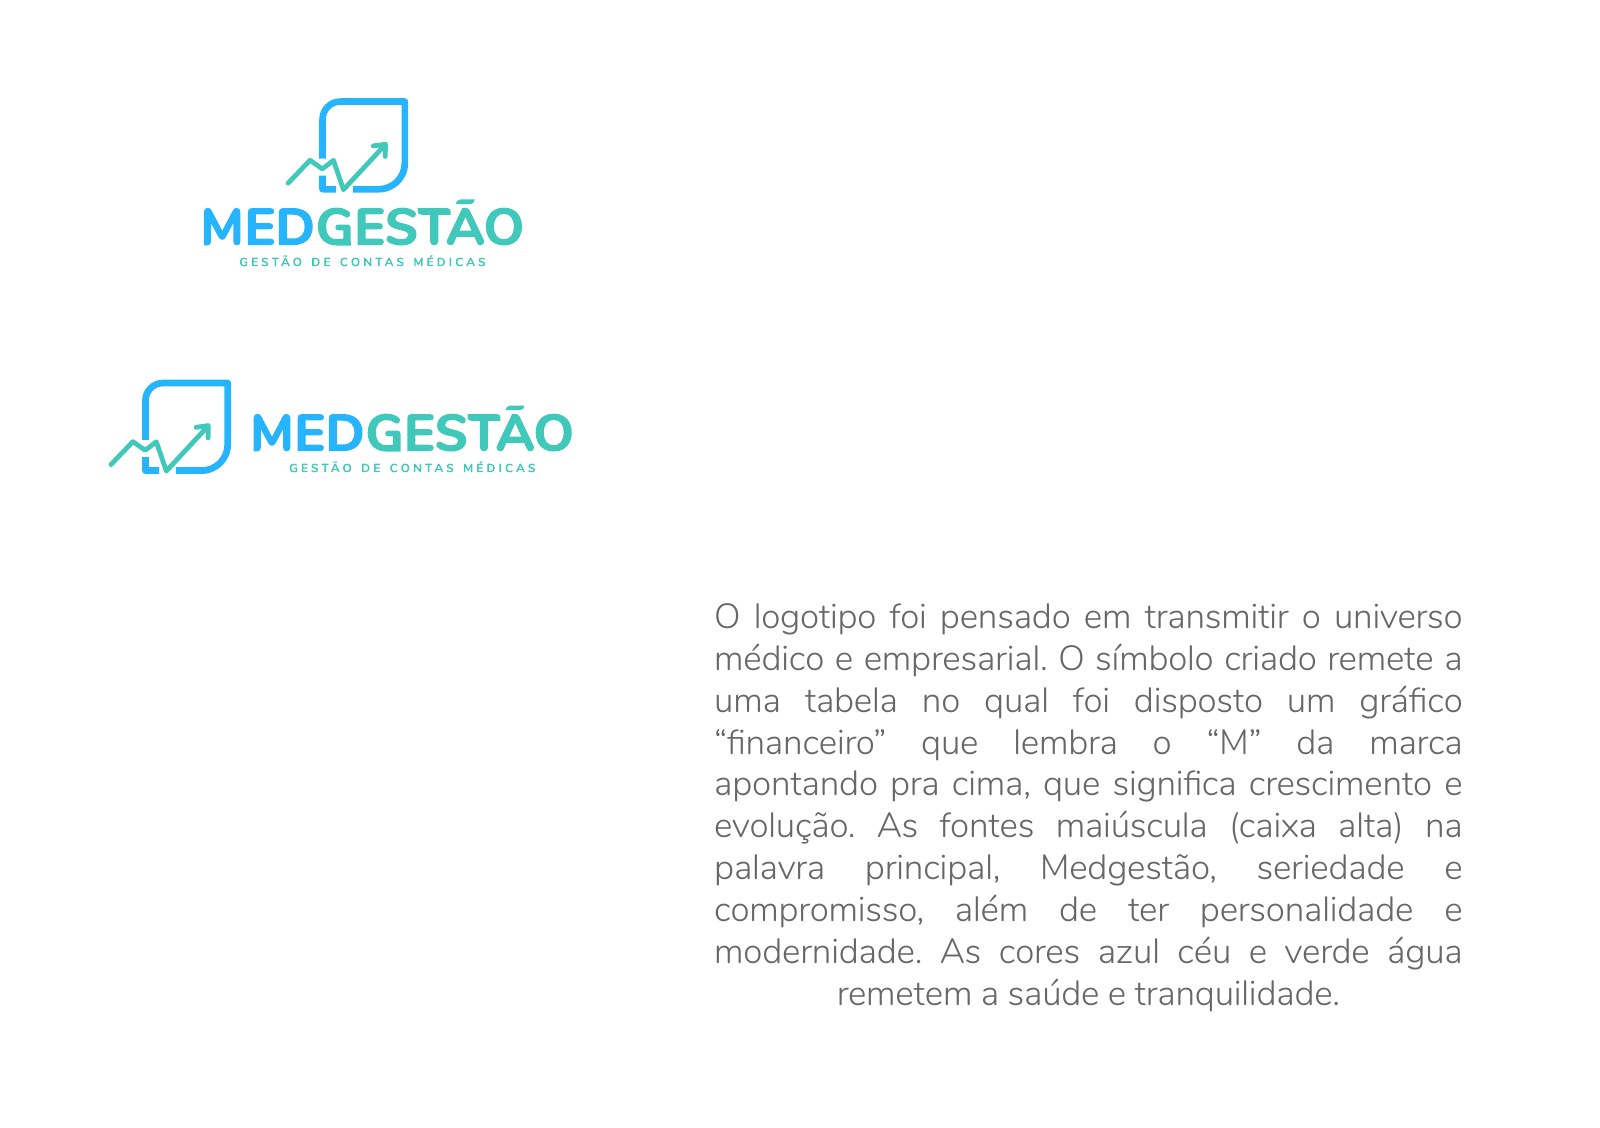 MEDGESTÃO
GESTÃO DE CONTAS MÉDICAS
MEDGESTÃO
GESTÃO DE CONTAS MÉDICAS
O logotipo foi pensado em transmitir o universo
médico e empresarial. O símbolo criado remete a
uma tabela no qual foi disposto um gráfico
“financeiro” que lembra o “M” da marca
apontando pra cima, que significa crescimento e
evolução. As fontes maiúscula (caixa alta) na
palavra principal, Medgestão, seriedade e
compromisso, além de ter personalidade e
modernidade. As cores azul céu e verde água
remetem a saúde e tranquilidade.